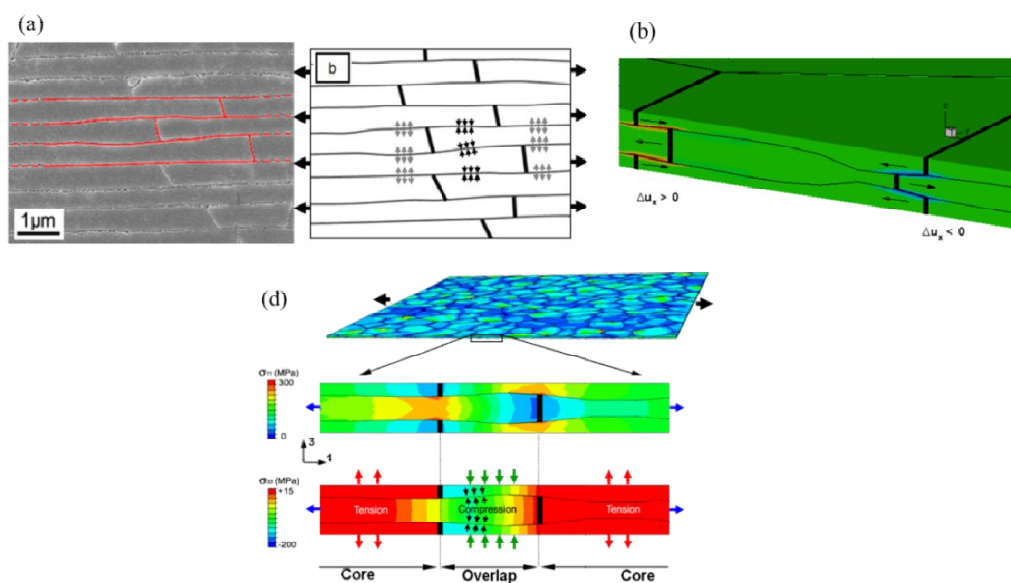 (a)
b
1µm
(b)
Δuₓ > 0
Δuₓ < 0
(d)
σ₁₁ (MPa)
300
0
3
1
σ₃₃ (MPa)
+15
-200
Tension
Compression
Tension
Core
Overlap
Core